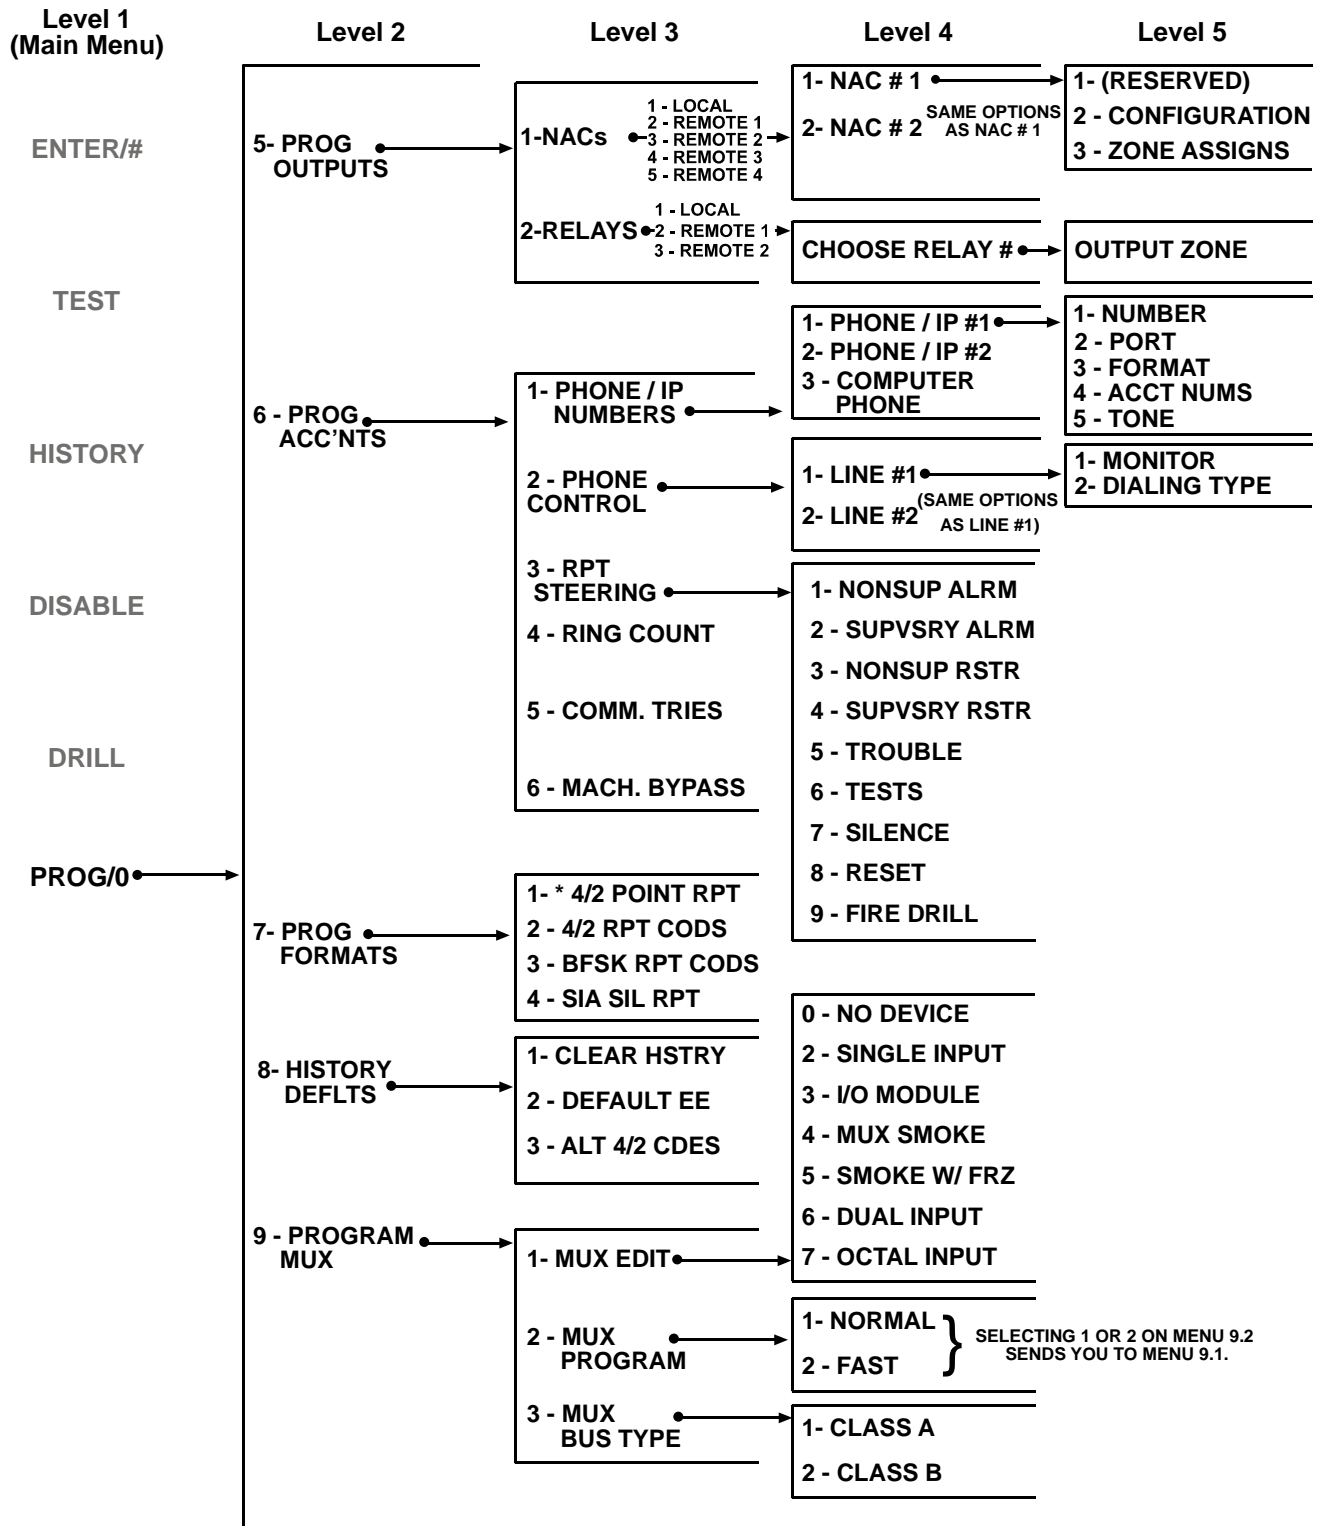 Level 1
(Main Menu)
Level 2
Level 3
Level 4
Level 5
ENTER/#
TEST
HISTORY
DISABLE
DRILL
PROG/0
5- PROG
OUTPUTS
6 - PROG
ACC'NTS
7- PROG
FORMATS
8- HISTORY
DEFLTS
9 - PROGRAM
MUX
1-NACs
1 - LOCAL
2 - REMOTE 1
3 - REMOTE 2
4 - REMOTE 3
5 - REMOTE 4
2-RELAYS
1 - LOCAL
2 - REMOTE 1
3 - REMOTE 2
1- NAC # 1
2- NAC # 2
SAME OPTIONS
AS NAC # 1
1- (RESERVED)
2 - CONFIGURATION
3 - ZONE ASSIGNS
CHOOSE RELAY #
OUTPUT ZONE
1- PHONE / IP
NUMBERS
2 - PHONE
CONTROL
3 - RPT
STEERING
4 - RING COUNT
5 - COMM. TRIES
6 - MACH. BYPASS
1- PHONE / IP #1
2- PHONE / IP #2
3 - COMPUTER
PHONE
1- NUMBER
2 - PORT
3 - FORMAT
4 - ACCT NUMS
5 - TONE
1- LINE #1
2- LINE #2
(SAME OPTIONS
AS LINE #1)
1- MONITOR
2- DIALING TYPE
1- NONSUP ALRM
2 - SUPVSRY ALRM
3 - NONSUP RSTR
4 - SUPVSRY RSTR
5 - TROUBLE
6 - TESTS
7 - SILENCE
8 - RESET
9 - FIRE DRILL
1- * 4/2 POINT RPT
2 - 4/2 RPT CODS
3 - BFSK RPT CODS
4 - SIA SIL RPT
1- CLEAR HSTRY
2 - DEFAULT EE
3 - ALT 4/2 CDES
1- MUX EDIT
2 - MUX
PROGRAM
3 - MUX
BUS TYPE
0 - NO DEVICE
2 - SINGLE INPUT
3 - I/O MODULE
4 - MUX SMOKE
5 - SMOKE W/ FRZ
6 - DUAL INPUT
7 - OCTAL INPUT
1- NORMAL
2 - FAST
}
SELECTING 1 OR 2 ON MENU 9.2
SENDS YOU TO MENU 9.1.
1- CLASS A
2 - CLASS B